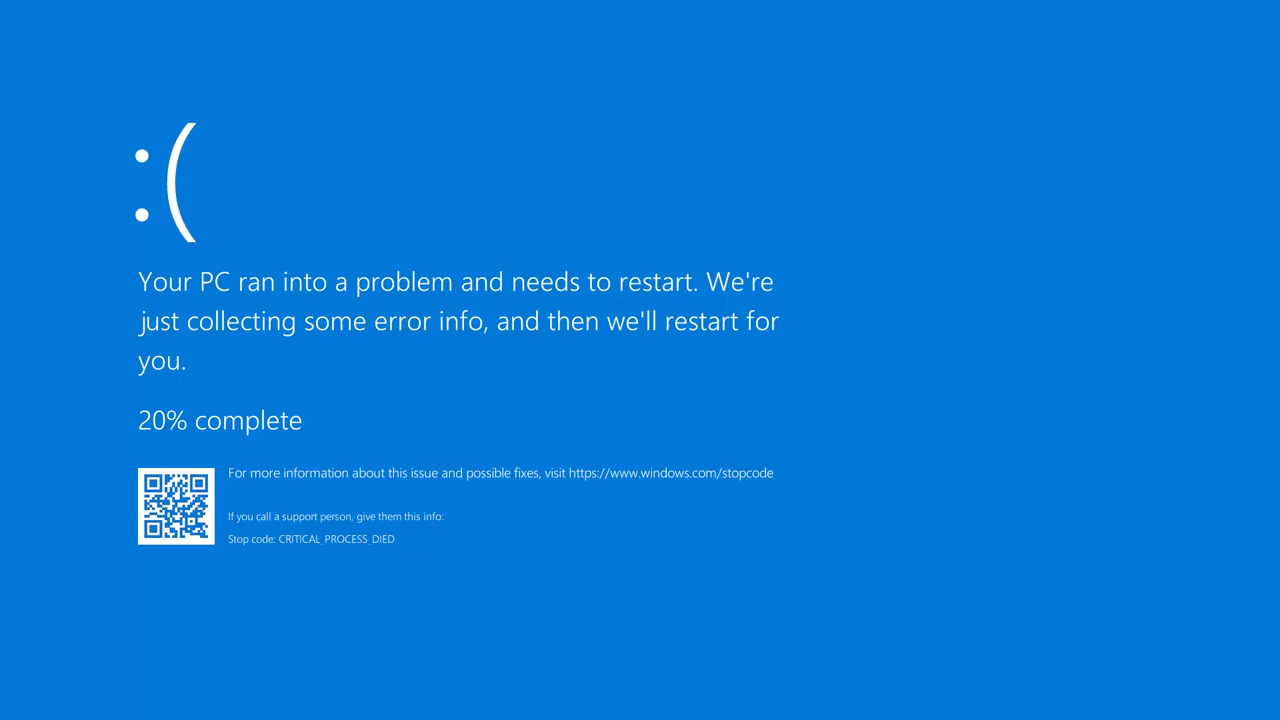 :(
Your PC ran into a problem and needs to restart. We're
just collecting some error info, and then we'll restart for
you.
20% complete
For more information about this issue and possible fixes, visit https://www.windows.com/stopcode
If you call a support person, give them this info:
Stop code: CRITICAL_PROCESS_DIED